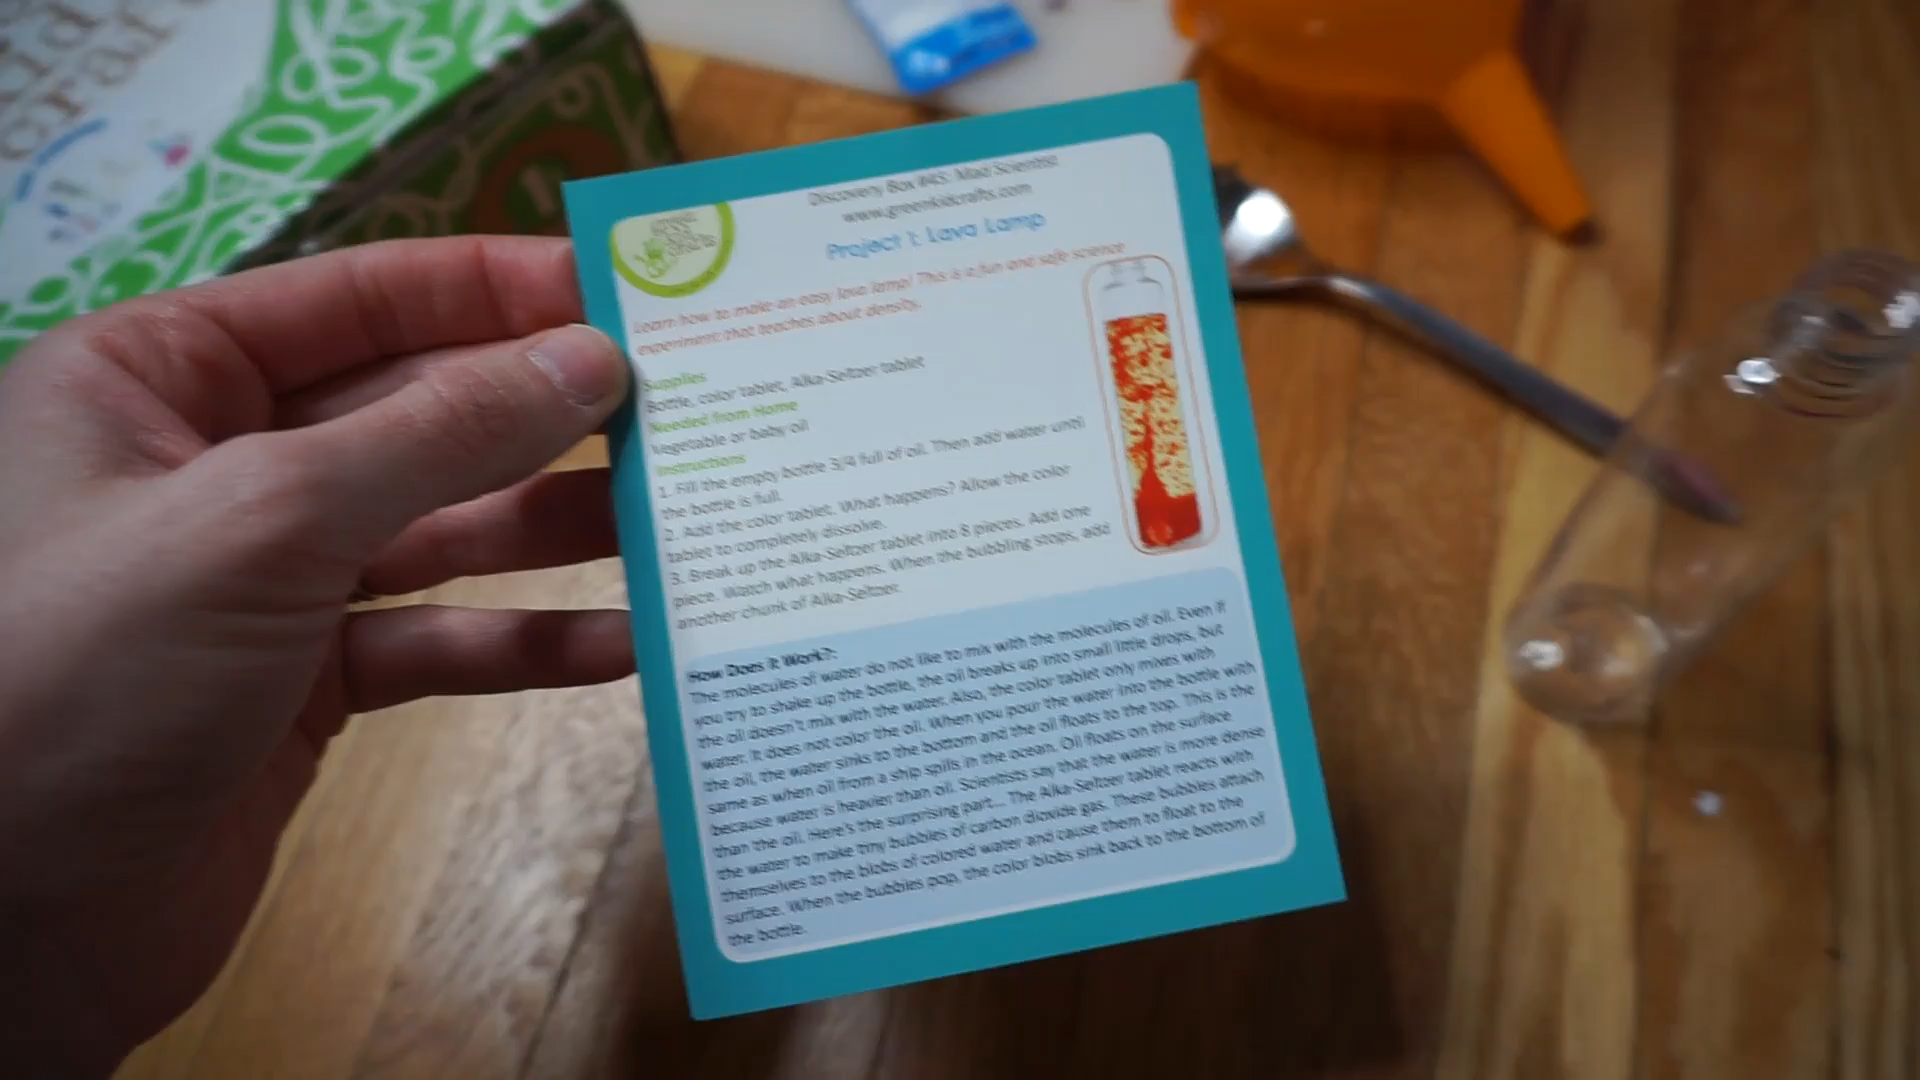 kid
crafts
Discovery Box #45: Mad Scientist
www.greenkidcrafts.com
Project 1: Lava Lamp
Learn how to make an easy lava lamp! This is a fun and safe science
experiment that teaches about density.
Supplies
Bottle, color tablet, Alka-Seltzer tablet
Needed from Home
Vegetable or baby oil
Instructions
1. Fill the empty bottle 3/4 full of oil. Then add water until
the bottle is full.
2. Add the color tablet. What happens? Allow the color
tablet to completely dissolve.
3. Break up the Alka-Seltzer tablet into 8 pieces. Add one
piece. Watch what happens. When the bubbling stops, add
another chunk of Alka-Seltzer.
How Does it Work?:
The molecules of water do not like to mix with the molecules of oil. Even if
you try to shake up the bottle, the oil breaks up into small little drops, but
the oil doesn't mix with the water. Also, the color tablet only mixes with
water. It does not color the oil. When you pour the water into the bottle with
the oil, the water sinks to the bottom and the oil floats to the top. This is the
same as when oil from a ship spills in the ocean. Oil floats on the surface
because water is heavier than oil. Scientists say that the water is more dense
than the oil. Here's the surprising part... The Alka-Seltzer tablet reacts with
the water to make tiny bubbles of carbon dioxide gas. These bubbles attach
themselves to the blobs of colored water and cause them to float to the
surface. When the bubbles pop, the color blobs sink back to the bottom of
the bottle.